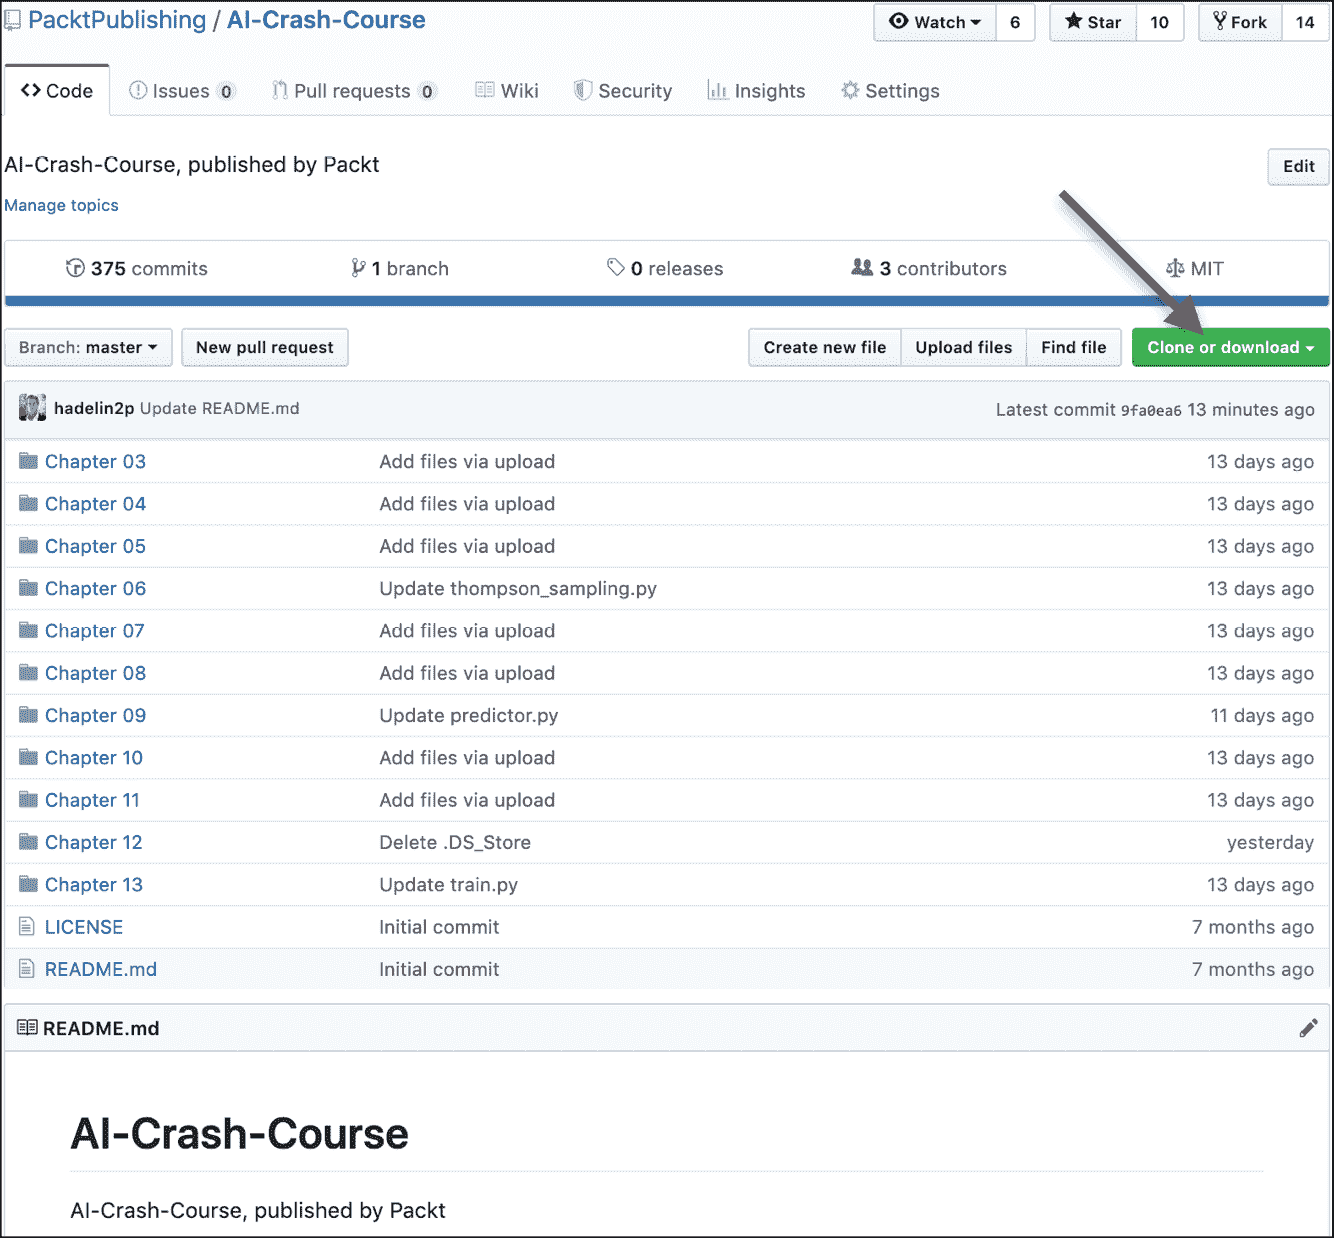 PacktPublishing / AI-Crash-Course Watch 6 Star 10 Fork 14
Code Issues 0 Pull requests 0 Wiki Security Insights Settings
AI-Crash-Course, published by Packt Edit
Manage topics
375 commits 1 branch 0 releases 3 contributors MIT
Branch: master New pull request Create new file Upload files Find file Clone or download
hadelin2p Update README.md Latest commit 9fa0ea6 13 minutes ago
Chapter 03 Add files via upload 13 days ago
Chapter 04 Add files via upload 13 days ago
Chapter 05 Add files via upload 13 days ago
Chapter 06 Update thompson_sampling.py 13 days ago
Chapter 07 Add files via upload 13 days ago
Chapter 08 Add files via upload 13 days ago
Chapter 09 Update predictor.py 11 days ago
Chapter 10 Add files via upload 13 days ago
Chapter 11 Add files via upload 13 days ago
Chapter 12 Delete .DS_Store yesterday
Chapter 13 Update train.py 13 days ago
LICENSE Initial commit 7 months ago
README.md Initial commit 7 months ago
README.md
AI-Crash-Course
AI-Crash-Course, published by Packt